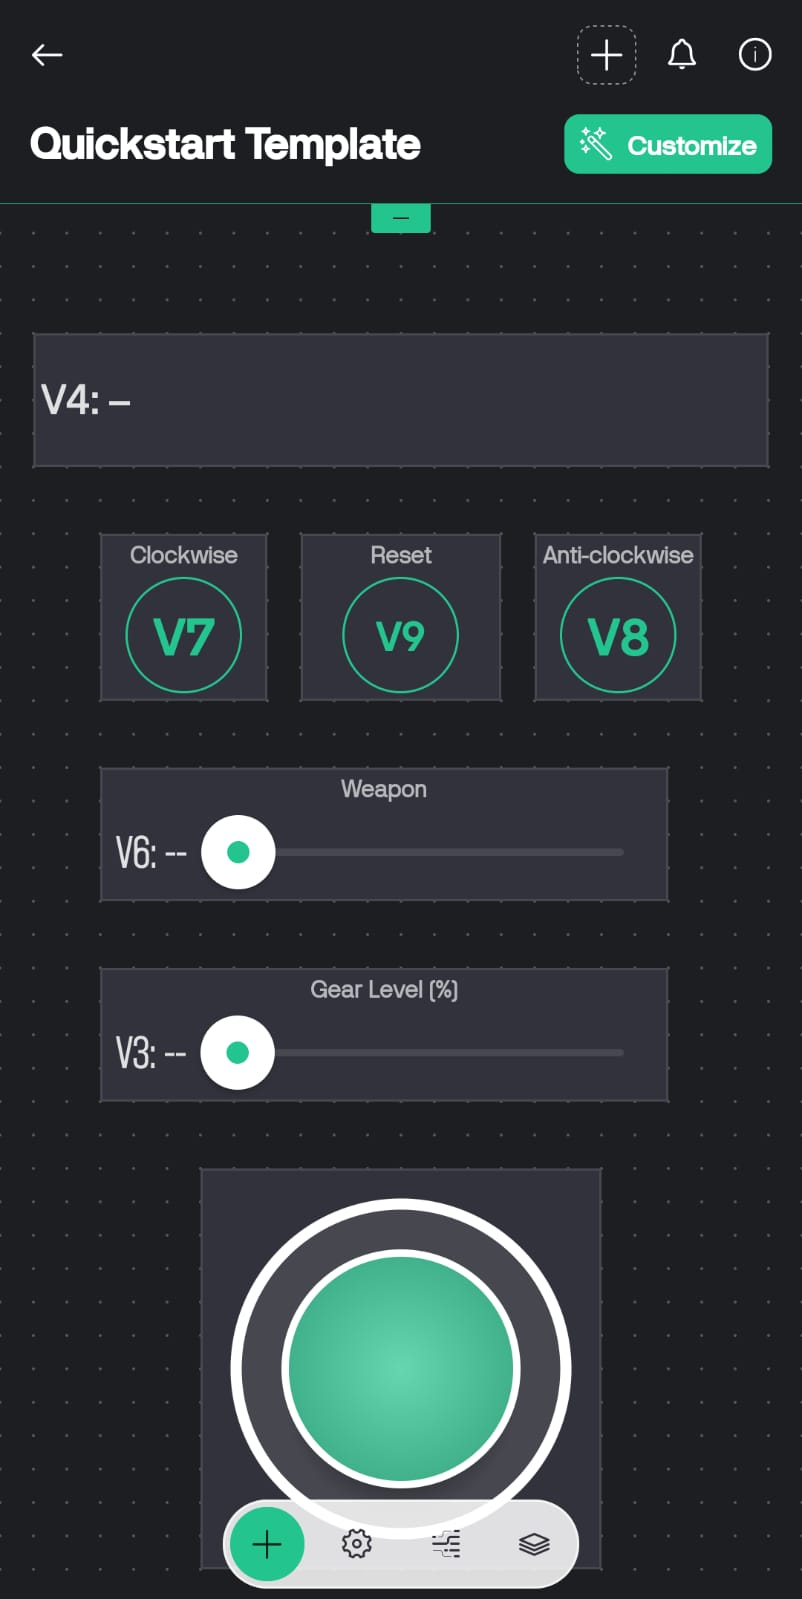 Quickstart Template
Customize
V4: –
Clockwise
Reset
Anti-clockwise
V7
V9
V8
Weapon
V6: --
Gear Level (%)
V3: --